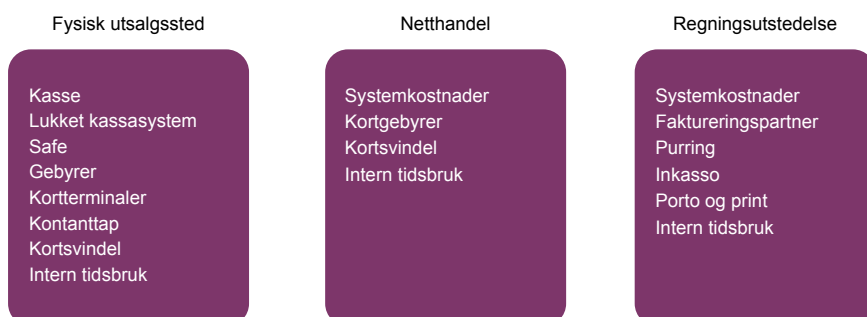 Fysisk utsalgssted
Kasse
Lukket kassasystem
Safe
Gebyrer
Kortterminaler
Kontanttap
Kortsvindel
Intern tidsbruk
Netthandel
Systemkostnader
Kortgebyrer
Kortsvindel
Intern tidsbruk
Regningsutstedelse
Systemkostnader
Faktureringspartner
Purring
Inkasso
Porto og print
Intern tidsbruk